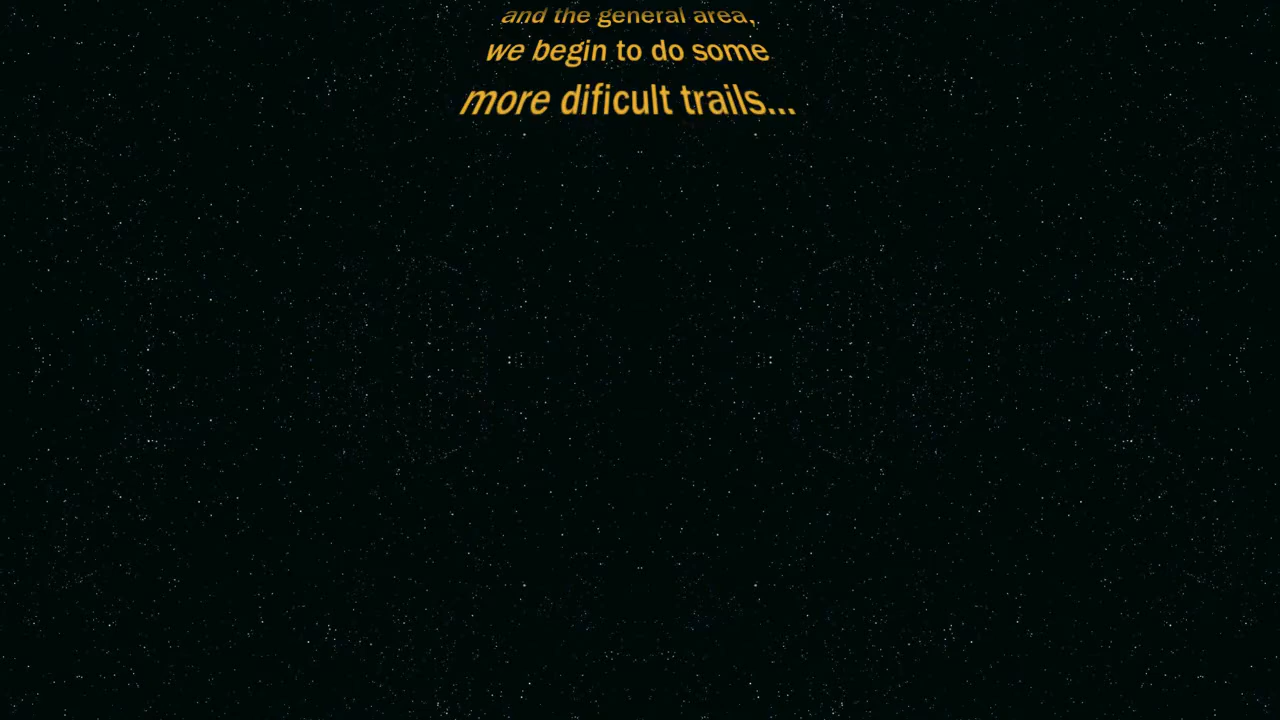 and the general area,
we begin to do some
more dificult trails...